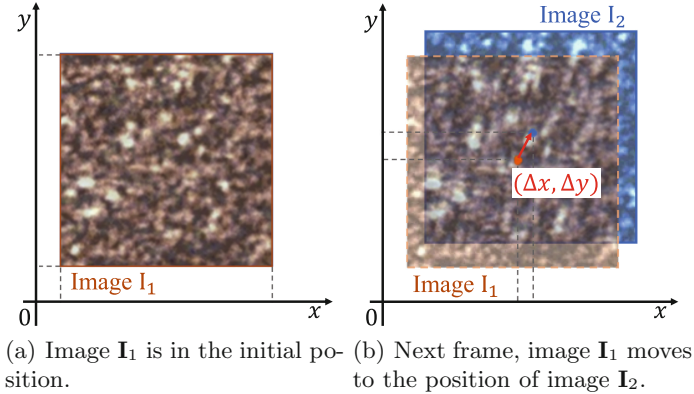 y
Image I₁
0
x
y
Image I₂
(Δx, Δy)
Image I₁
0
x
(a) Image I₁ is in the initial po-
sition.
(b) Next frame, image I₁ moves
to the position of image I₂.